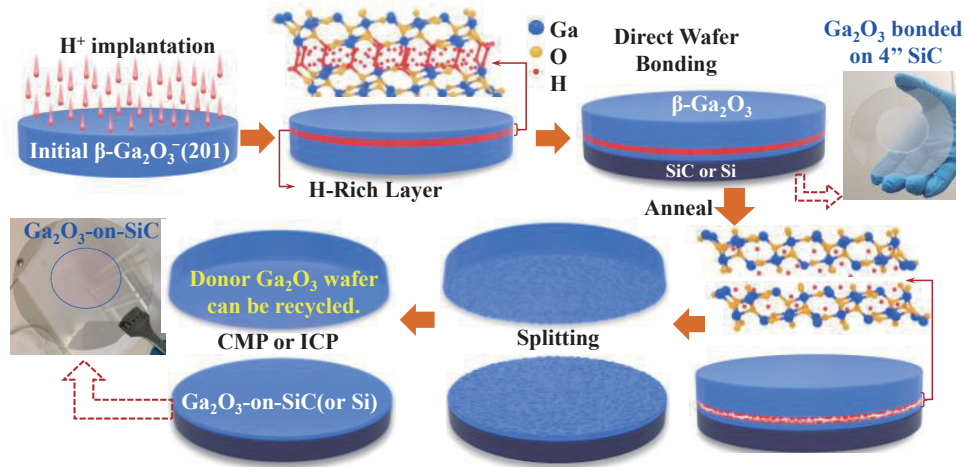 H⁺ implantation
Initial β-Ga₂O₃⁻(201)
H-Rich Layer
Ga
O
H
Direct Wafer
Bonding
β-Ga₂O₃
SiC or Si
Ga₂O₃ bonded
on 4” SiC
Anneal
Splitting
Donor Ga₂O₃ wafer
can be recycled.
CMP or ICP
Ga₂O₃-on-SiC(or Si)
Ga₂O₃-on-SiC